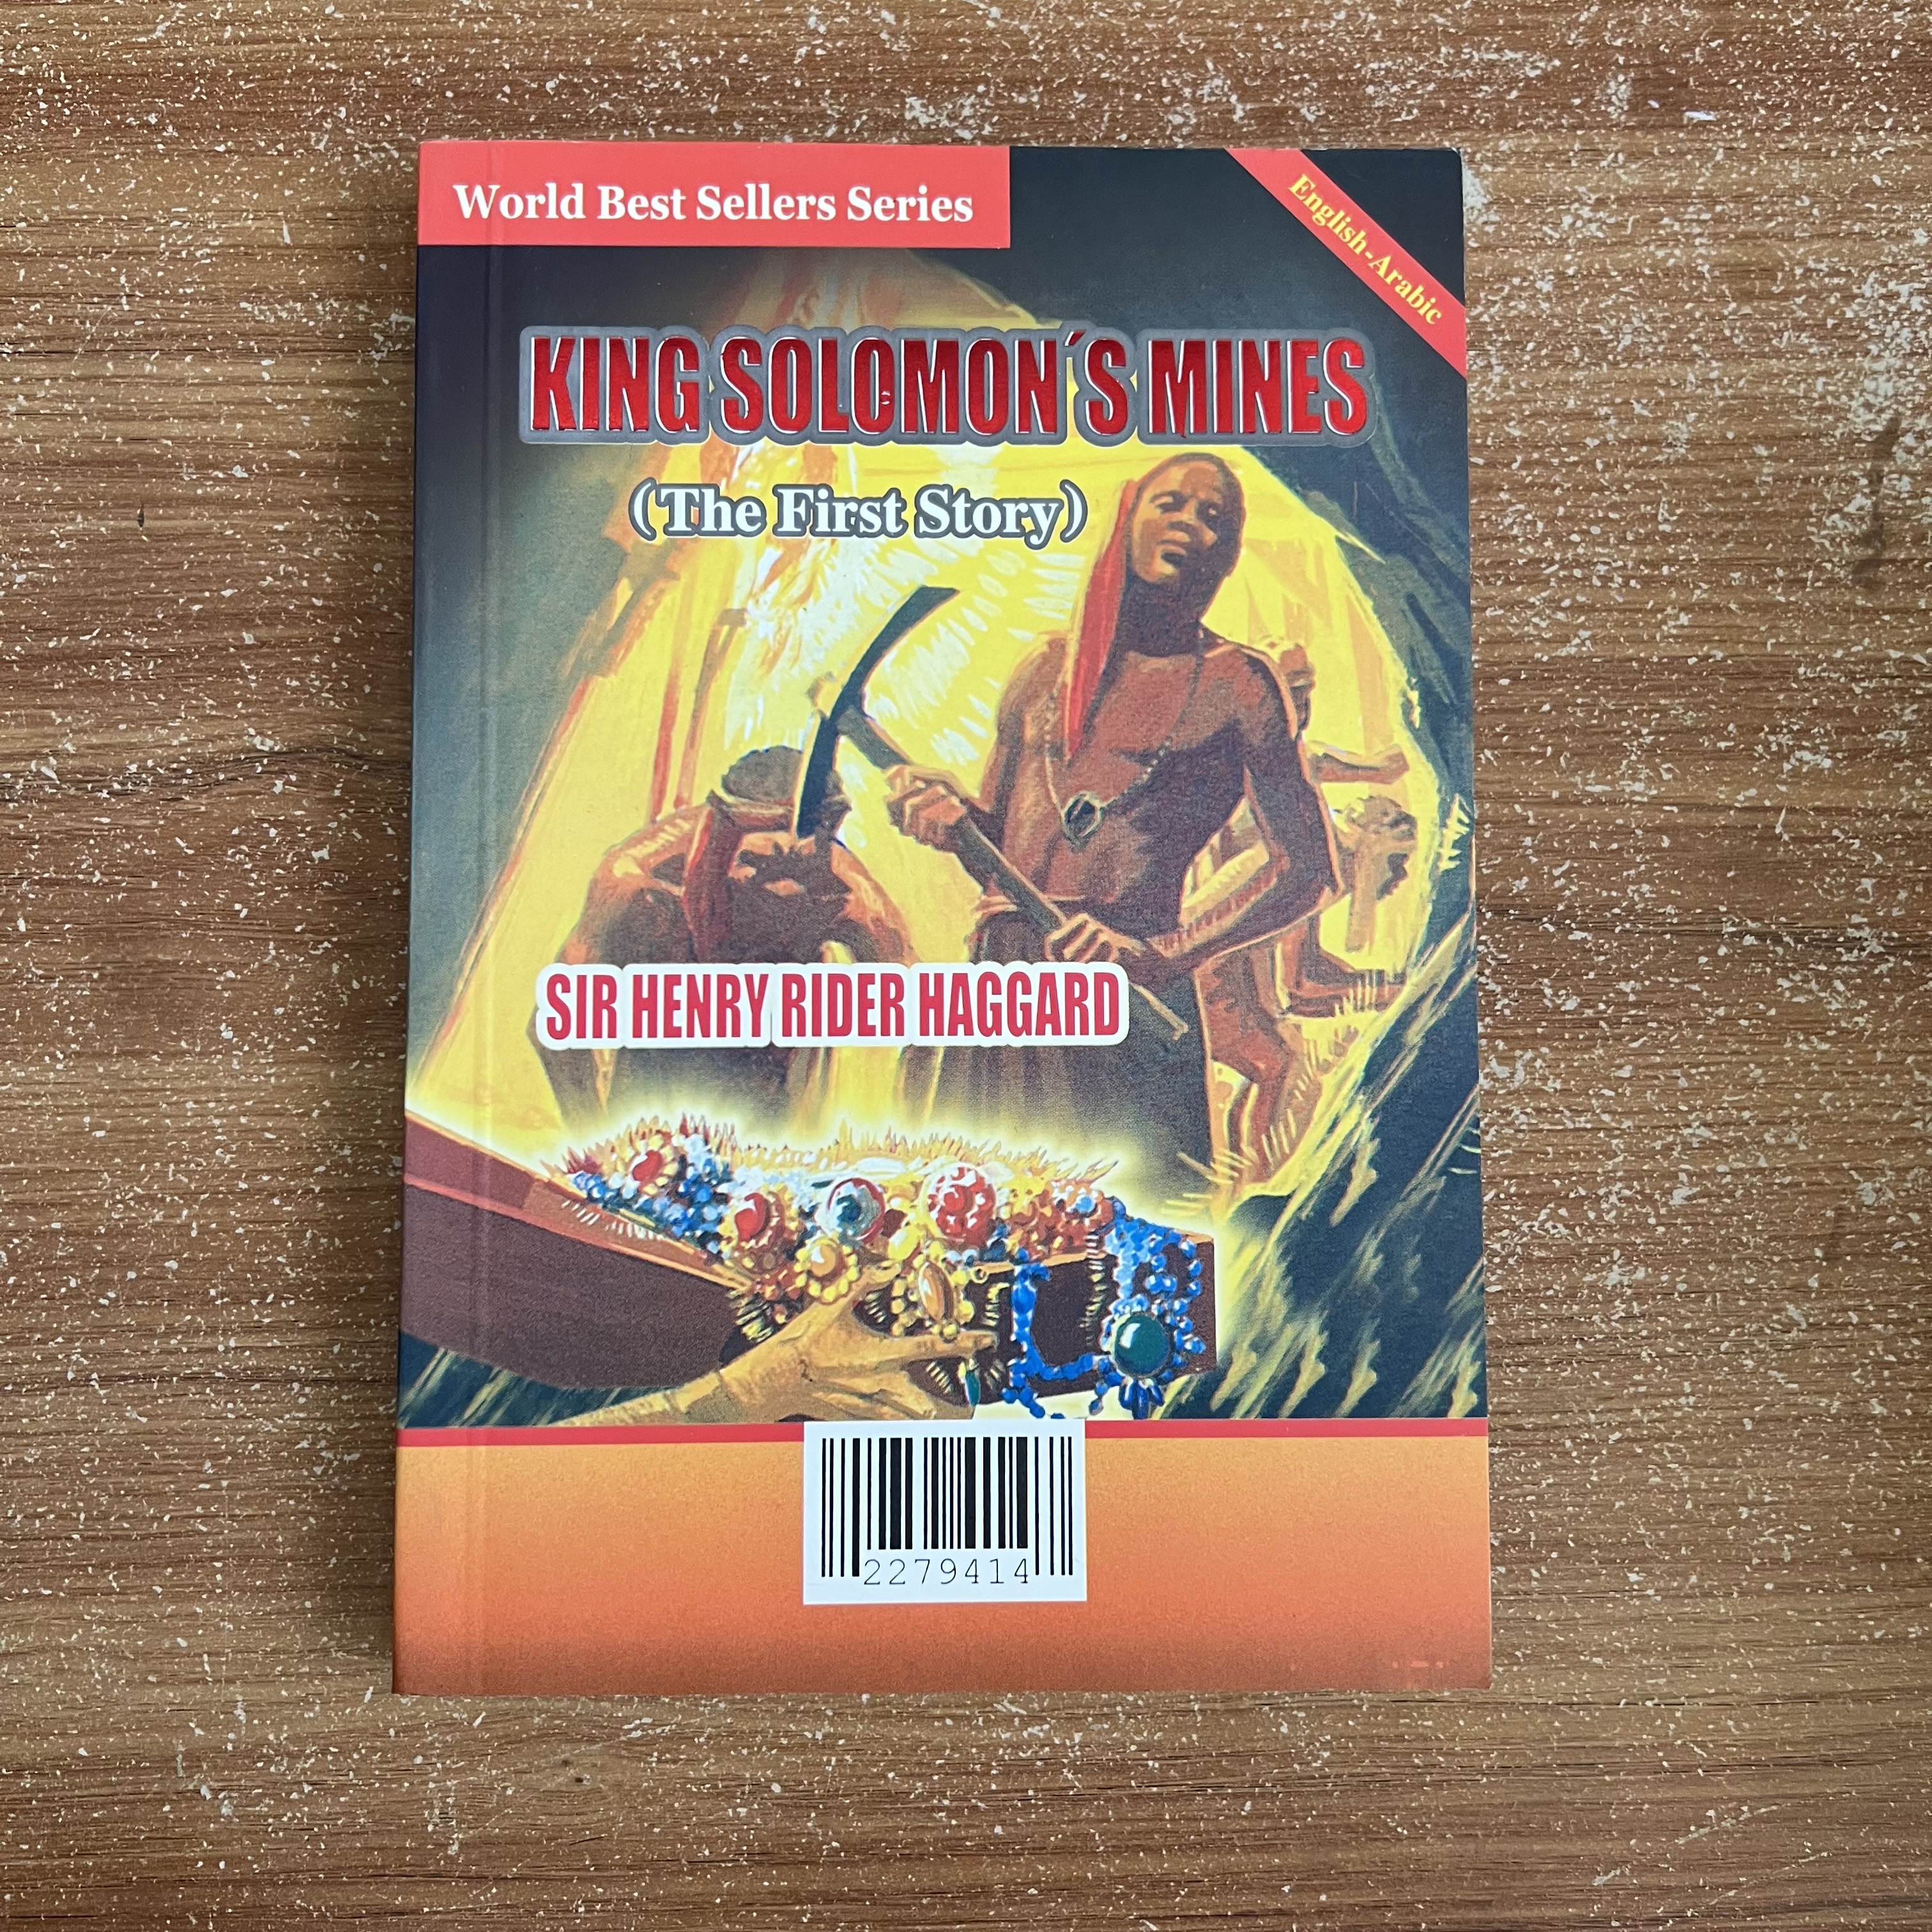 World Best Sellers Series
English-Arabic
KING SOLOMON´S MINES
(The First Story)
SIR HENRY RIDER HAGGARD
2279414